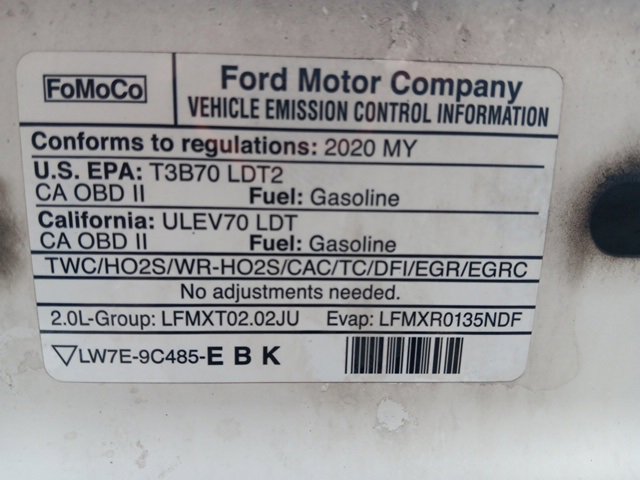 FoMoCo
Ford Motor Company
VEHICLE EMISSION CONTROL INFORMATION
Conforms to regulations: 2020 MY
U.S. EPA: T3B70 LDT2
CA OBD II Fuel: Gasoline
California: ULEV70 LDT
CA OBD II Fuel: Gasoline
TWC/HO2S/WR-HO2S/CAC/TC/DFI/EGR/EGRC
No adjustments needed.
2.0L-Group: LFMXT02.02JU Evap: LFMXR0135NDF
LW7E-9C485-E B K